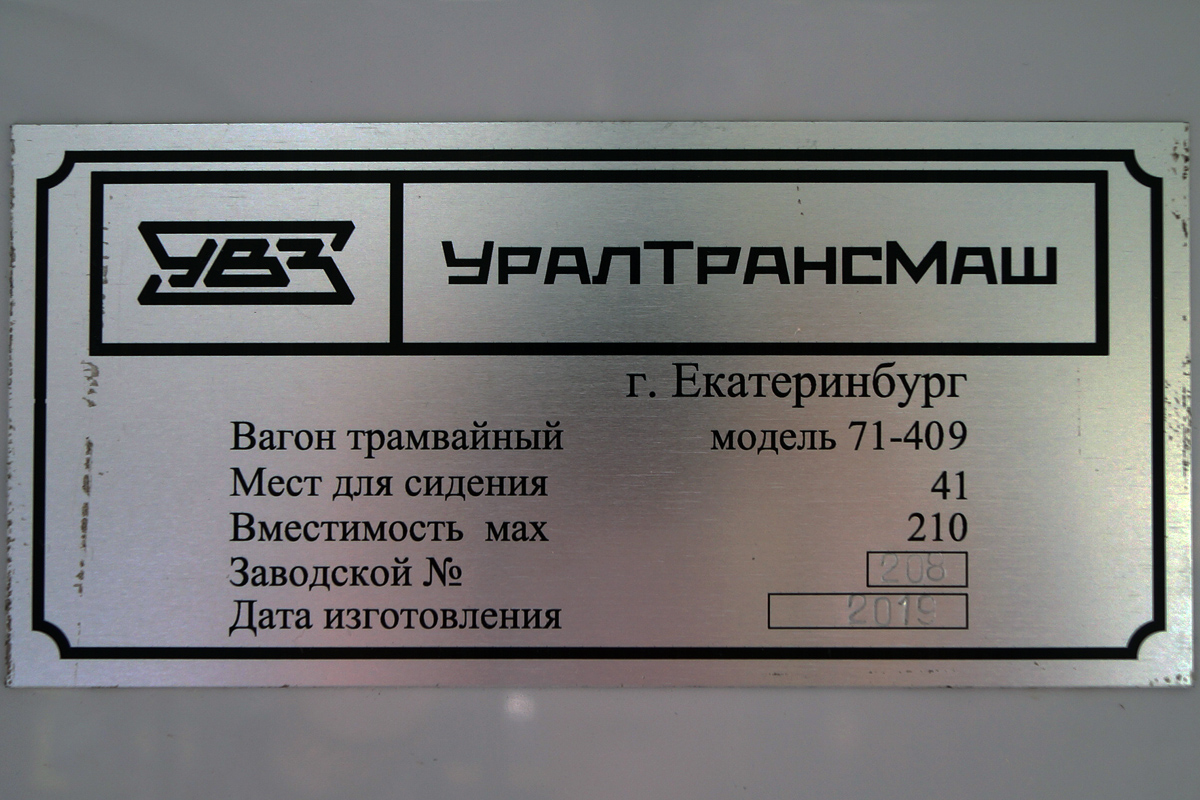 УВЗ
УРАЛТРАНСМАШ
г. Екатеринбург
Вагон трамвайный модель 71-409
Мест для сидения 41
Вместимость мах 210
Заводской № 208
Дата изготовления 2019